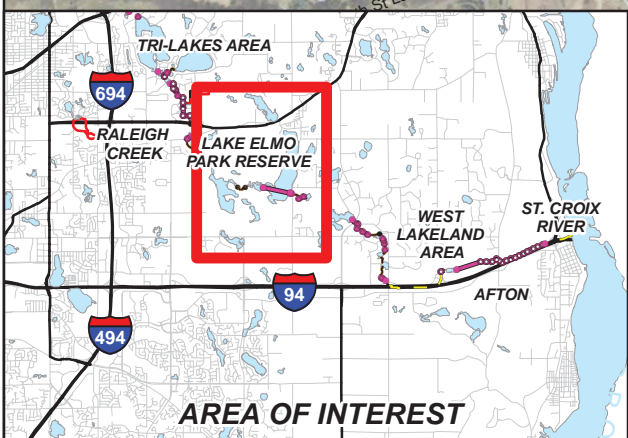 TRI-LAKES AREA
694
RALEIGH
CREEK
LAKE ELMO
PARK RESERVE
WEST
LAKELAND
AREA
ST. CROIX
RIVER
94
AFTON
494
AREA OF INTEREST